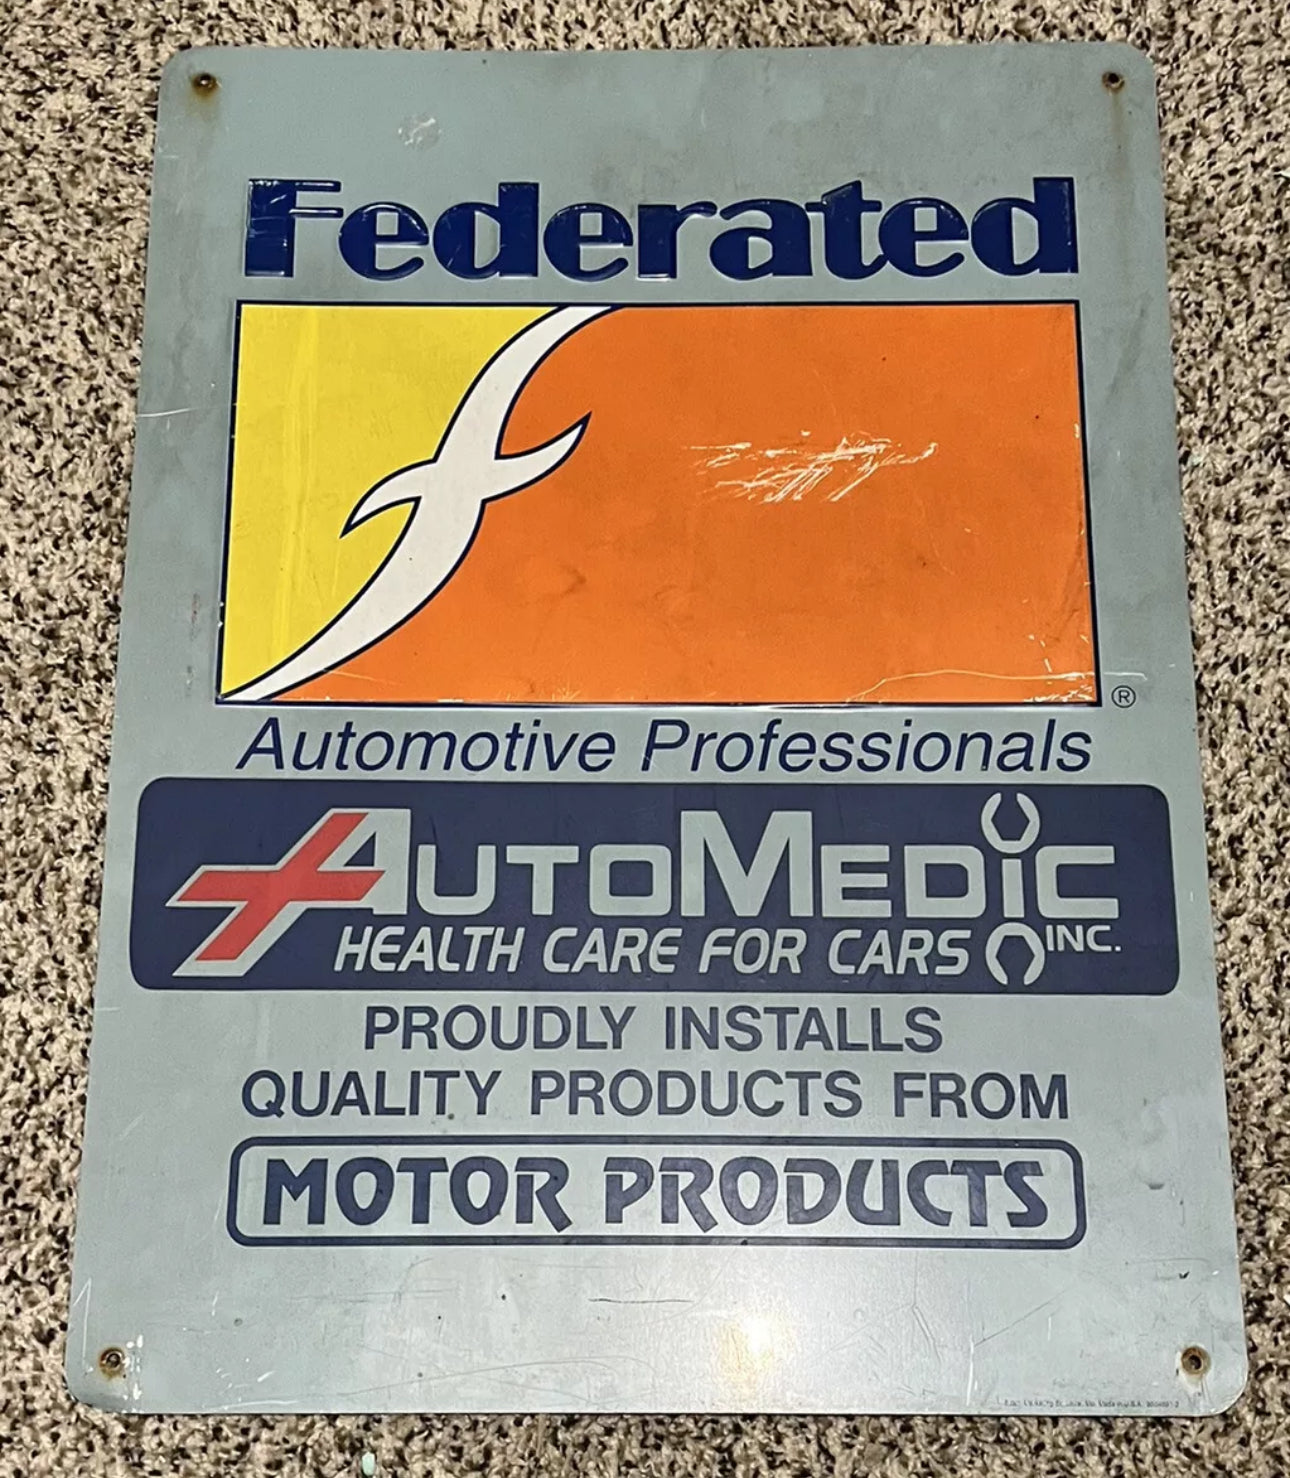 Federated
®
Automotive Professionals
AUTOMEDIC
HEALTH CARE FOR CARS INC.
PROUDLY INSTALLS
QUALITY PRODUCTS FROM
MOTOR PRODUCTS